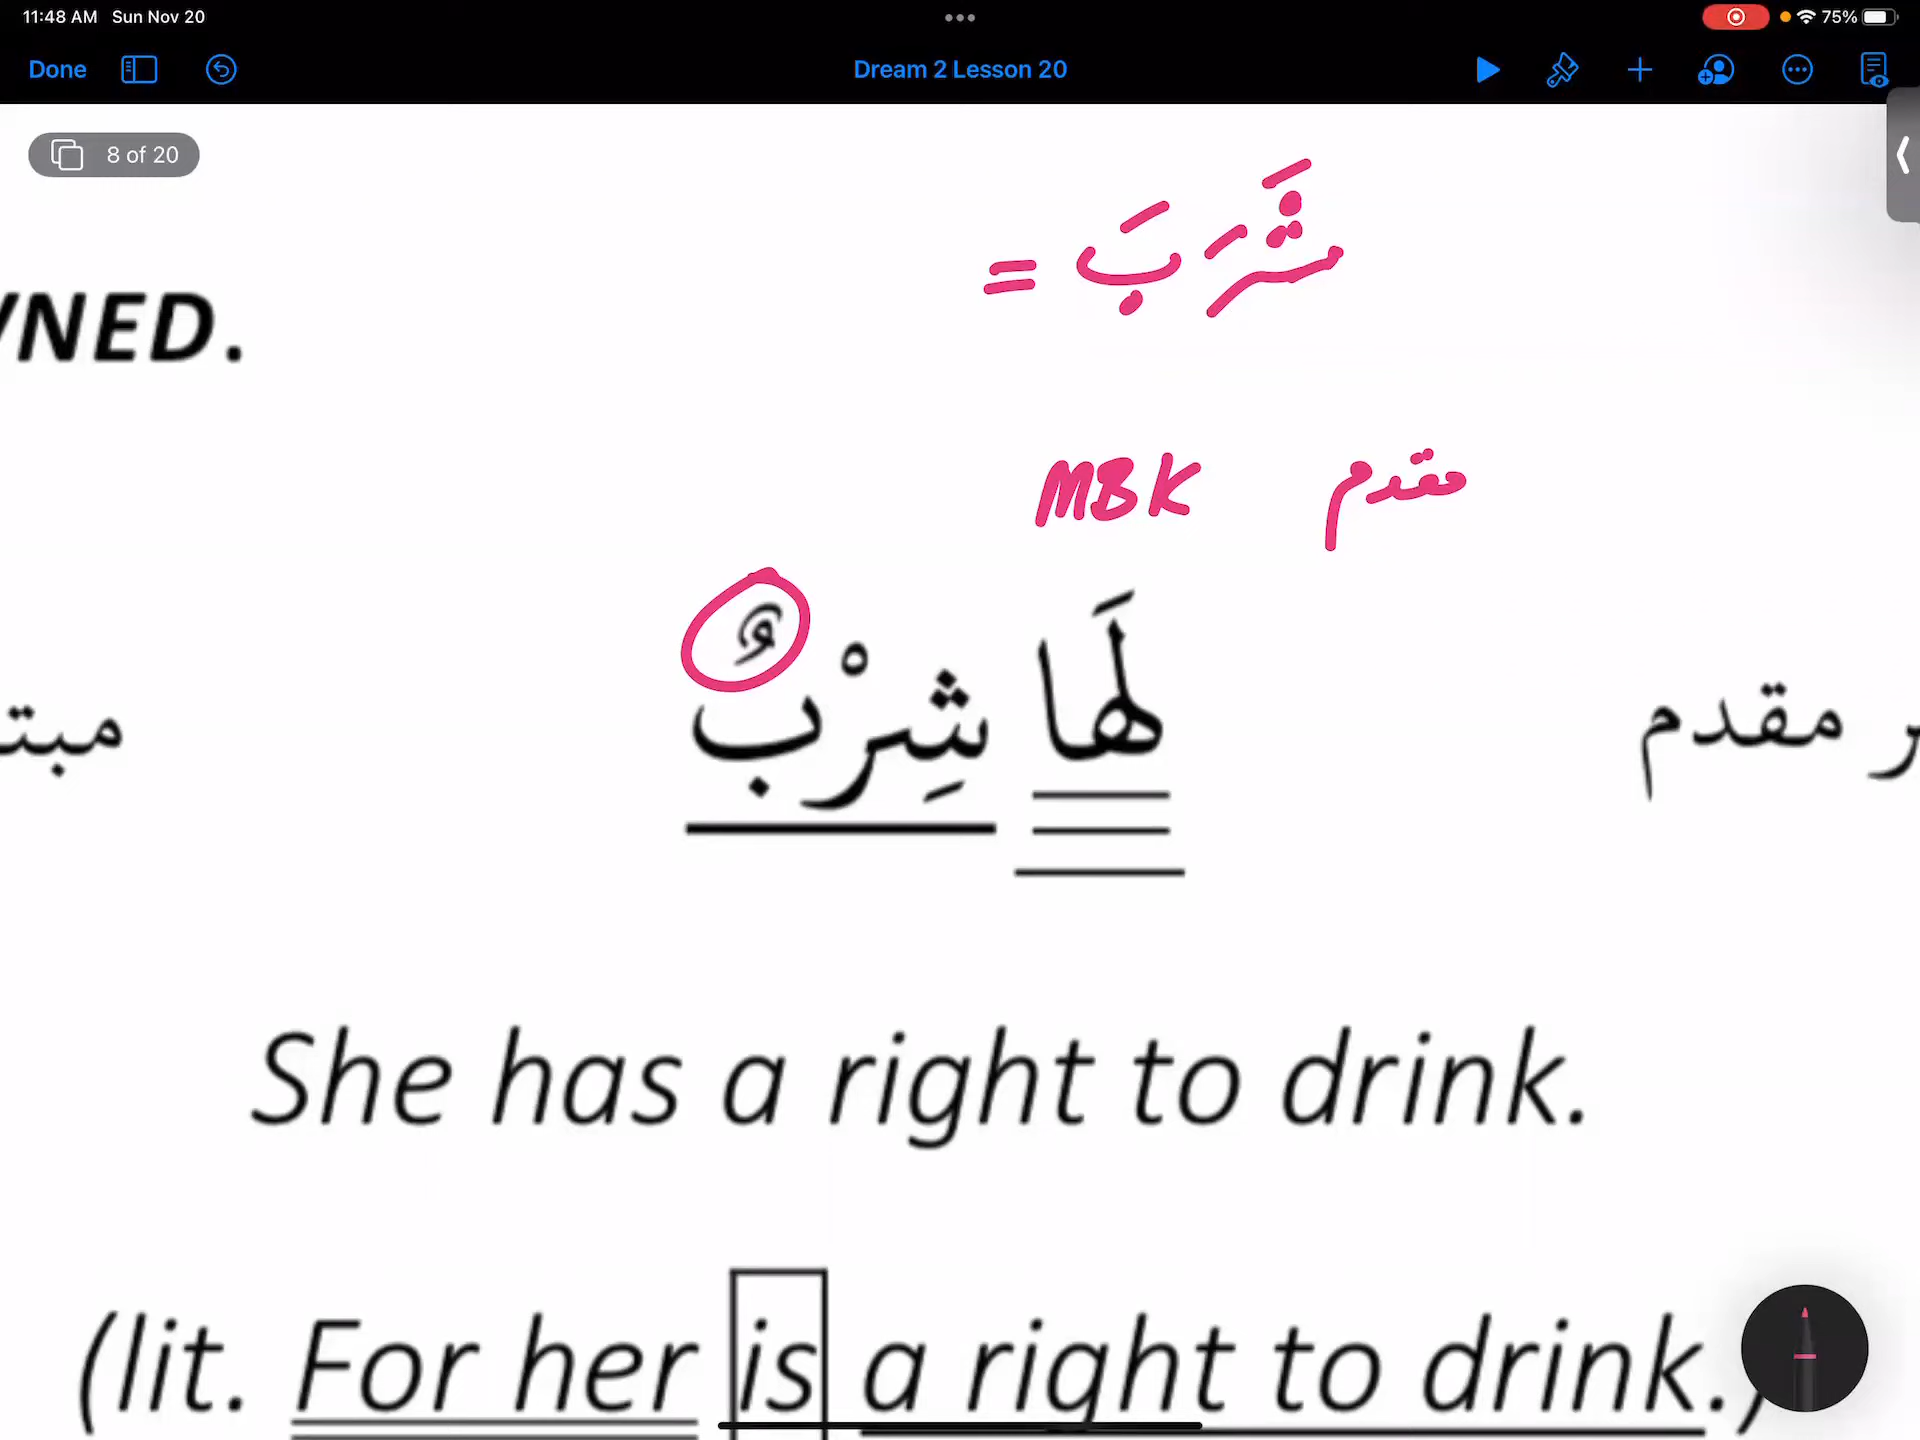 11:48 AM Sun Nov 20
75%
Done
Dream 2 Lesson 20
8 of 20
شَرَبَ =
NED.
MBK مقدم
لَهَا شِرْبٌ
مقدم
She has a right to drink.
(lit. For her is a right to drink.)